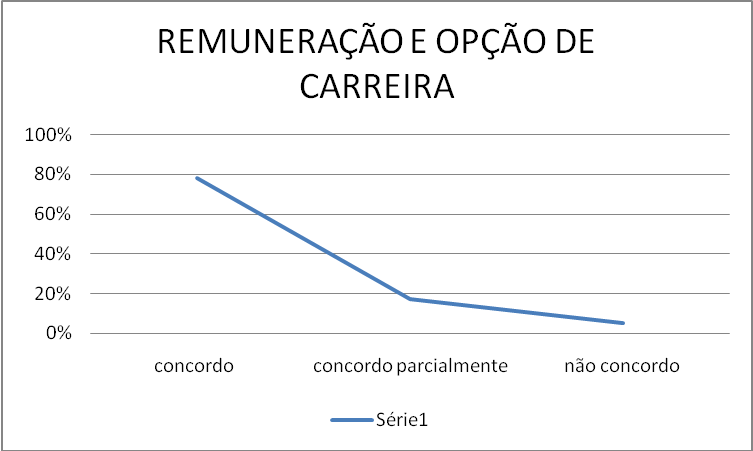 REMUNERAÇÃO E OPÇÃO DE
CARREIRA
100%
80%
60%
40%
20%
0%
concordo
concordo parcialmente
não concordo
Série1